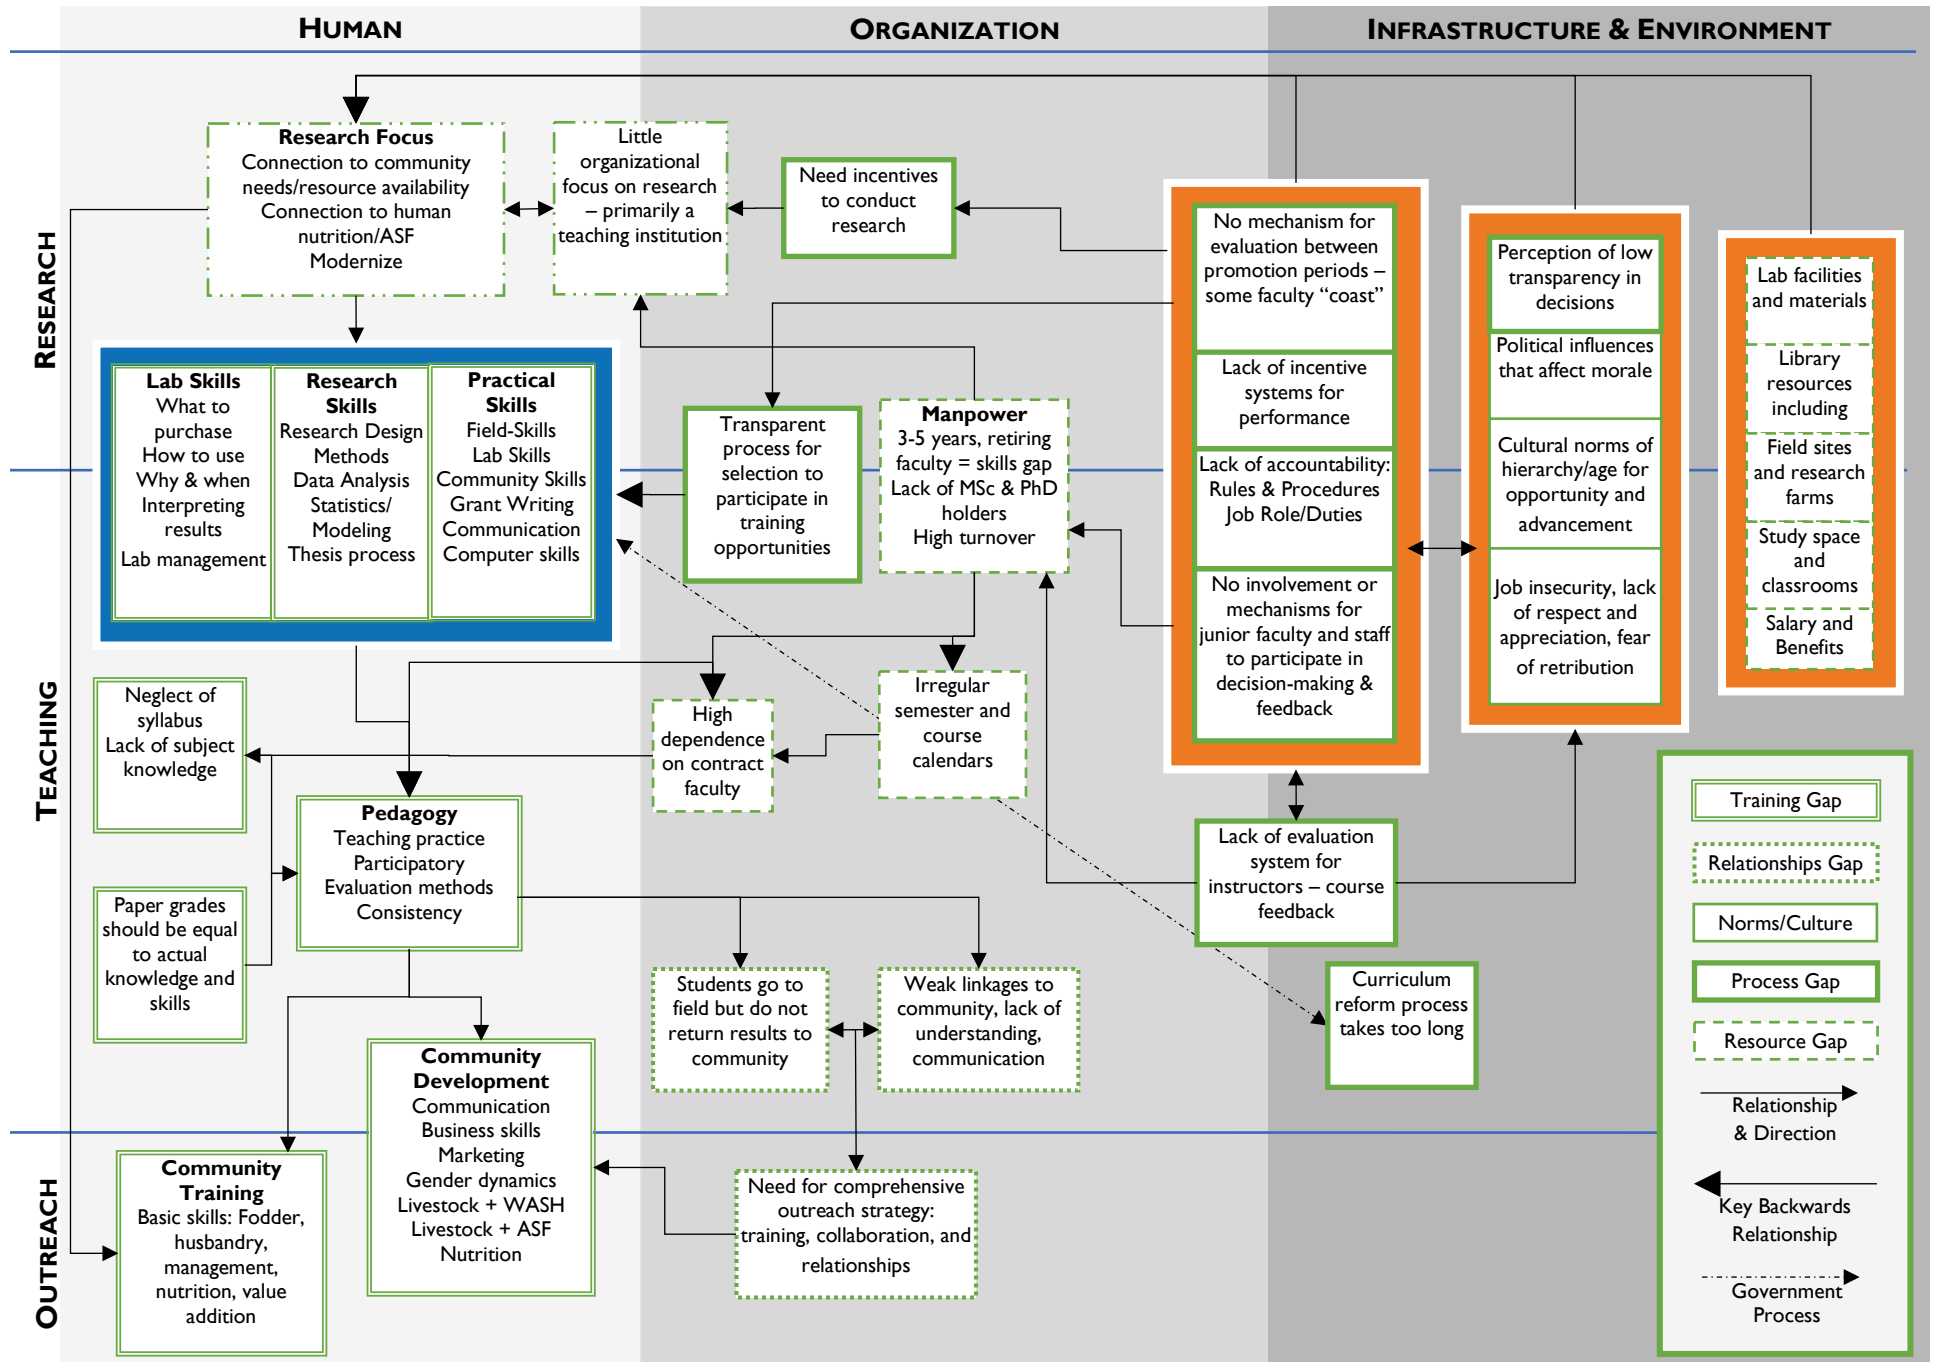 HUMAN
ORGANIZATION
INFRASTRUCTURE & ENVIRONMENT
RESEARCH
TEACHING
OUTREACH
Research Focus
Connection to community
needs/resource availability
Connection to human
nutrition/ASF
Modernize
Little
organizational
focus on research
– primarily a
teaching institution
Need incentives
to conduct
research
No mechanism for
evaluation between
promotion periods –
some faculty “coast”
Lack of incentive
systems for
performance
Lack of accountability:
Rules & Procedures
Job Role/Duties
No involvement or
mechanisms for
junior faculty and staff
to participate in
decision-making &
feedback
Perception of low
transparency in
decisions
Political influences
that affect morale
Cultural norms of
hierarchy/age for
opportunity and
advancement
Job insecurity, lack
of respect and
appreciation, fear
of retribution
Lab facilities
and materials
Library
resources
including
Field sites
and research
farms
Study space
and
classrooms
Salary and
Benefits
Lab Skills
What to
purchase
How to use
Why & when
Interpreting
results
Lab management
Research
Skills
Research Design
Methods
Data Analysis
Statistics/
Modeling
Thesis process
Practical
Skills
Field-Skills
Lab Skills
Community Skills
Grant Writing
Communication
Computer skills
Transparent
process for
selection to
participate in
training
opportunities
Manpower
3-5 years, retiring
faculty = skills gap
Lack of MSc & PhD
holders
High turnover
Neglect of
syllabus
Lack of subject
knowledge
High
dependence
on contract
faculty
Irregular
semester and
course
calendars
Pedagogy
Teaching practice
Participatory
Evaluation methods
Consistency
Lack of evaluation
system for
instructors – course
feedback
Paper grades
should be equal
to actual
knowledge and
skills
Students go to
field but do not
return results to
community
Weak linkages to
community, lack of
understanding,
communication
Curriculum
reform process
takes too long
Community
Development
Communication
Business skills
Marketing
Gender dynamics
Livestock + WASH
Livestock + ASF
Nutrition
Community
Training
Basic skills: Fodder,
husbandry,
management,
nutrition, value
addition
Need for comprehensive
outreach strategy:
training, collaboration, and
relationships
Training Gap
Relationships Gap
Norms/Culture
Process Gap
Resource Gap
Relationship
& Direction
Key Backwards
Relationship
Government
Process